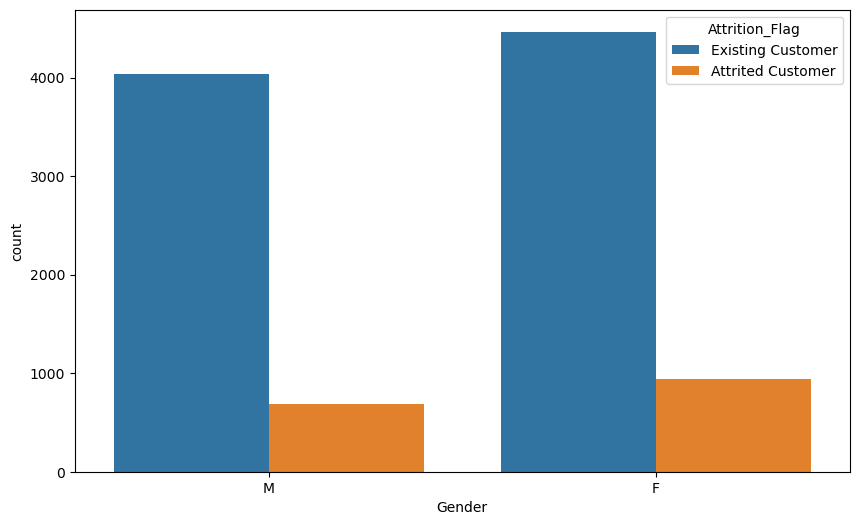 Attrition_Flag
Existing Customer
Attrited Customer
4000
3000
2000
1000
0
count
M
F
Gender